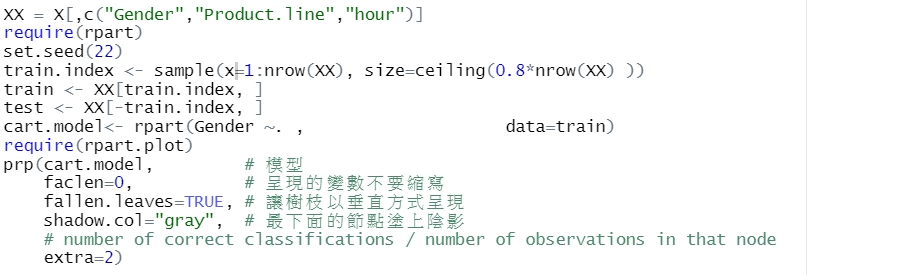 XX = X[,c("Gender","Product.line","hour")]
require(rpart)
set.seed(22)
train.index <- sample(x=1:nrow(XX), size=ceiling(0.8*nrow(XX) ))
train <- XX[train.index, ]
test <- XX[-train.index, ]
cart.model<- rpart(Gender ~. ,                    data=train)
require(rpart.plot)
prp(cart.model,         # 模型
    faclen=0,           # 呈現的變數不要縮寫
    fallen.leaves=TRUE, # 讓樹枝以垂直方式呈現
    shadow.col="gray",  # 最下面的節點塗上陰影
    # number of correct classifications / number of observations in that node
    extra=2)